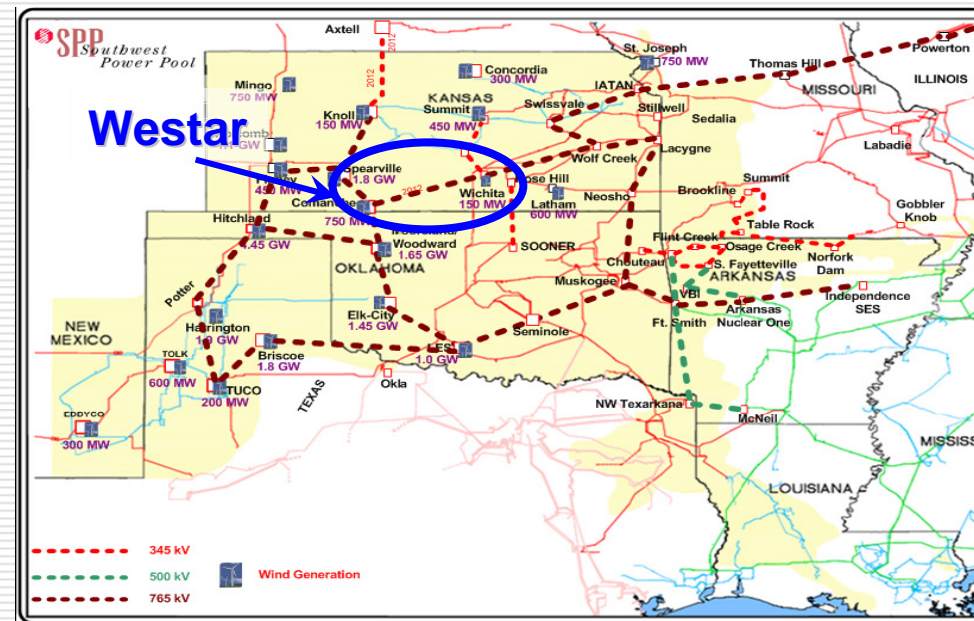 SPP Southwest
Power Pool
Axtell
2012
2012
St. Joseph
750 MW
Powerton
Thomas Hill
ILLINOIS
Concordia
300 MW
Mingo
750 MW
IATAN
MISSOURI
KANSAS
Swissvale
Stilwell
Knoll
150 MW
Summit
450 MW
Sedalia
Westar
Labadie
Lacygne
Wolf Creek
Spearville
1.8 GW
2012
Rose Hill
Wichita
150 MW
Latham
600 MW
Neosho
Summit
Brookline
450 MW
Comanche
750 MW
Gobbler
Knob
Hitchland
4.45 GW
Table Rock
Woodward
1.65 GW
SOONER
Flint Creek
Osage Creek
Norfork
Dam
OKLAHOMA
Chouteau
S. Fayetteville
ARKANSAS
Muskogee
Potter
VBI
Independence
SES
Elk-City
1.45 GW
Arkansas
Nuclear One
Ft. Smith
NEW
MEXICO
Harrington
Seminole
LES
1.0 GW
Briscoe
1.8 GW
TOLK
600 MW
Okla
TUCO
200 MW
TEXAS
NW Texarkana
McNeil
EDDYCO
300 MW
MISSISS
LOUISIANA
345 kV
500 kV
Wind Generation
765 kV